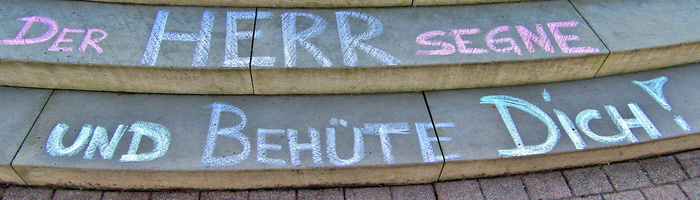 DER HERR SEGNE
UND BEHÜTE DICH!